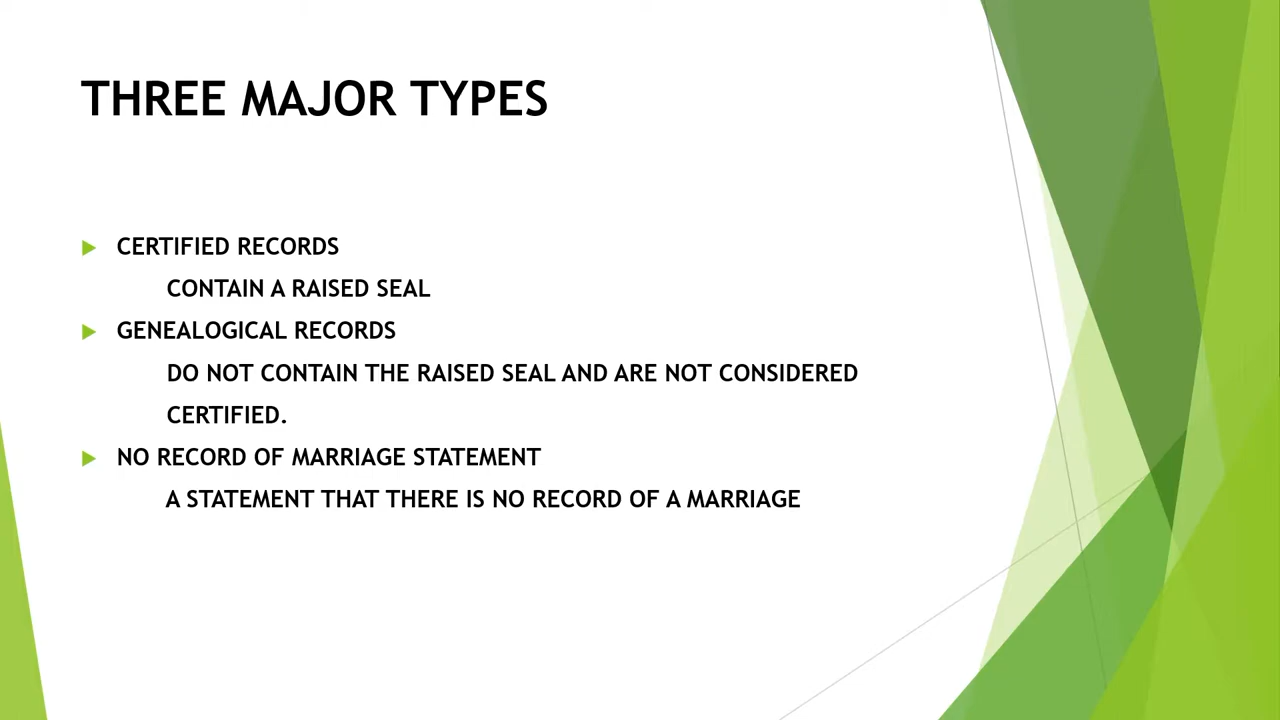 THREE MAJOR TYPES
CERTIFIED RECORDS
CONTAIN A RAISED SEAL
GENEALOGICAL RECORDS
DO NOT CONTAIN THE RAISED SEAL AND ARE NOT CONSIDERED
CERTIFIED.
NO RECORD OF MARRIAGE STATEMENT
A STATEMENT THAT THERE IS NO RECORD OF A MARRIAGE